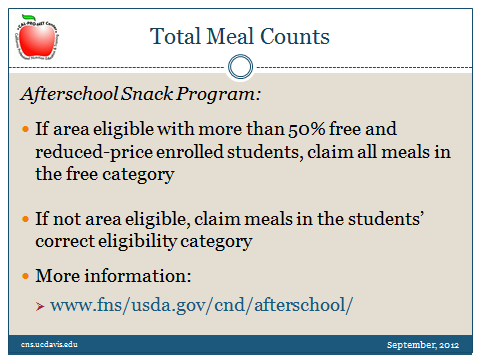 Total Meal Counts
Afterschool Snack Program:
If area eligible with more than 50% free and
reduced-price enrolled students, claim all meals in
the free category
If not area eligible, claim meals in the students’
correct eligibility category
More information:
www.fns/usda.gov/cnd/afterschool/
cns.ucdavis.edu
September, 2012